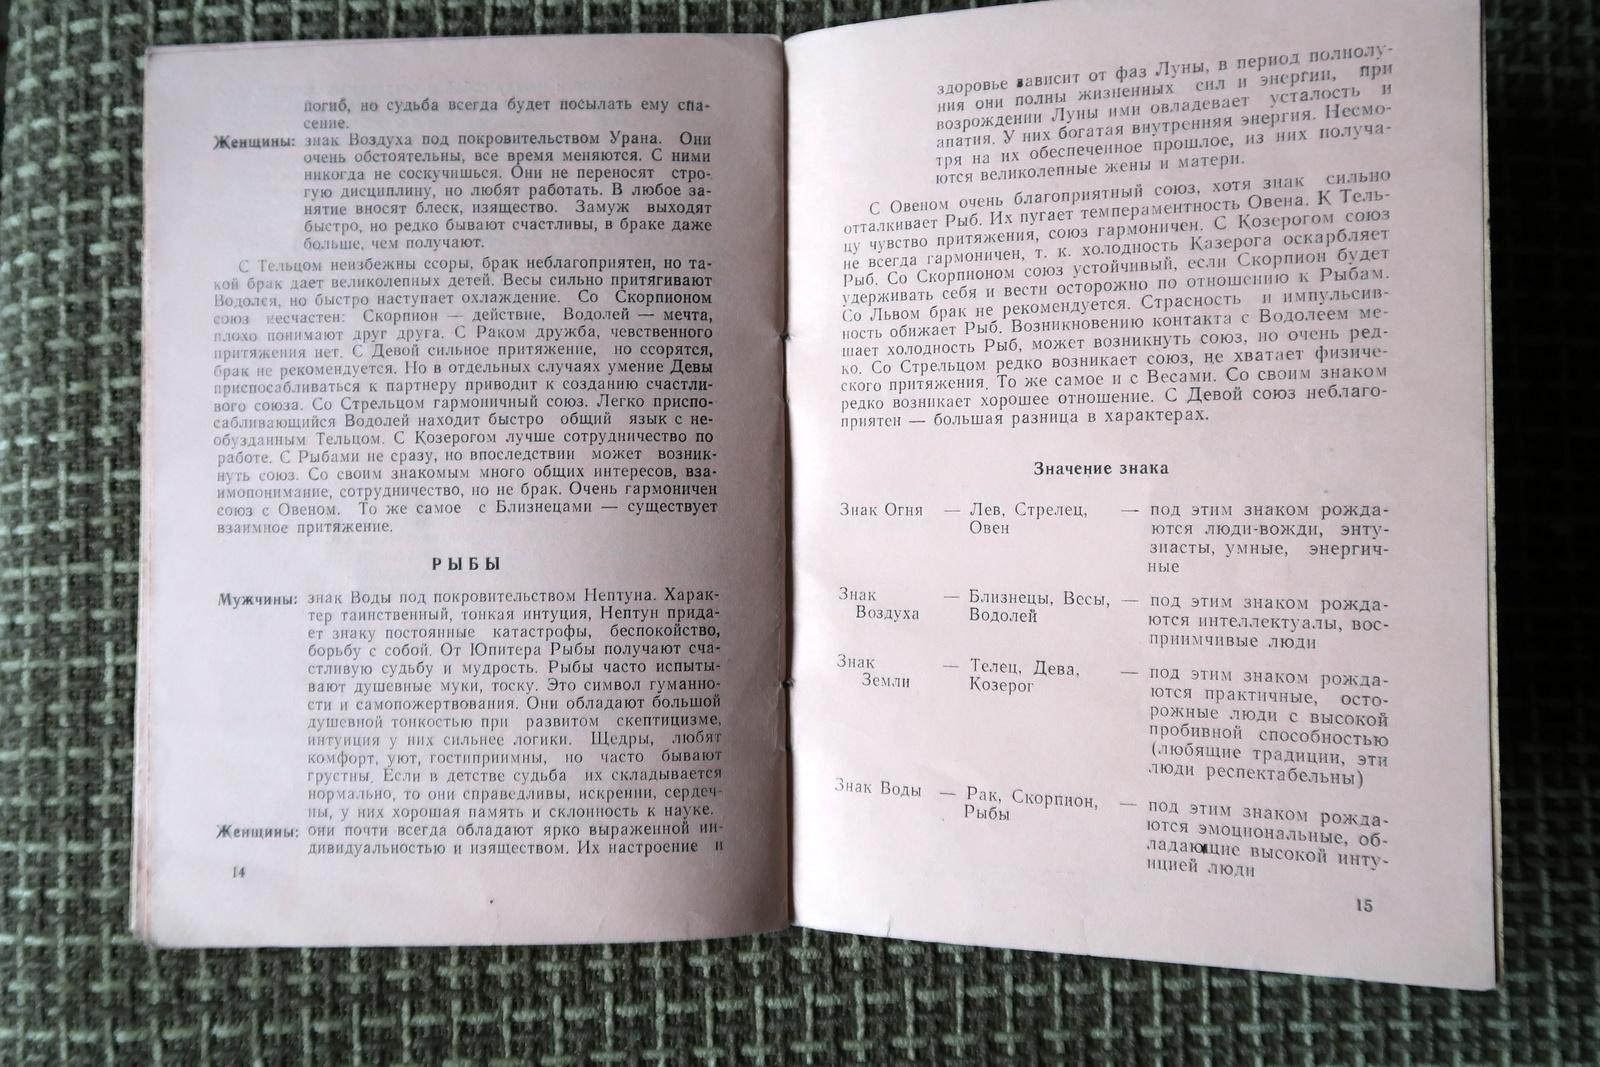 погиб, но судьба всегда будет посылать ему спа-
сение.
Женщины: знак Воздуха под покровительством Урана. Они
очень обстоятельны, все время меняются. С ними
никогда не соскучишься. Они не переносят стро-
гую дисциплину, но любят работать. В любое за-
нятие вносят блеск, изящество. Замуж выходят
быстро, но редко бывают счастливы, в браке даже
больше, чем получают.
С Тельцом неизбежны ссоры, брак неблагоприятен, но та-
кой брак дает великолепных детей. Весы сильно притягивают
Водолея, но быстро наступает охлаждение. Со Скорпионом
союз несчастен: Скорпион — действие, Водолей — мечта,
плохо понимают друг друга. С Раком дружба, чевственного
притяжения нет. С Девой сильное притяжение, но ссорятся,
брак не рекомендуется. Но в отдельных случаях умение Девы
приспосабливаться к партнеру приводит к созданию счастли-
вого союза. Со Стрельцом гармоничный союз. Легко приспо-
сабливающийся Водолей находит быстро общий язык с не-
обузданным Тельцом. С Козерогом лучше сотрудничество по
работе. С Рыбами не сразу, но впоследствии может возник-
нуть союз. Со своим знакомым много общих интересов, вза-
имопонимание, сотрудничество, но не брак. Очень гармоничен
союз с Овеном. То же самое с Близнецами — существует
взаимное притяжение.
РЫБЫ
Мужчины: знак Воды под покровительством Нептуна. Харак-
тер таинственный, тонкая интуция, Нептун прида-
ет знаку постоянные катастрофы, беспокойство,
борьбу с собой. От Юпитера Рыбы получают сча-
стливую судьбу и мудрость. Рыбы часто испыты-
вают душевные муки, тоску. Это символ гуманно-
сти и самопожертвования. Они обладают большой
душевной тонкостью при развитом скептицизме,
интуиция у них сильнее логики. Щедры, любят
комфорт, уют, гостиприимны, но часто бывают
грустны. Если в детстве судьба их складывается
нормально, то они справедливы, искренни, сердеч-
ны, у них хорошая память и склонность к науке.
Женщины: они почти всегда обладают ярко выраженной ин-
дивидуальностью и изяществом. Их настроение и
14
здоровье зависит от фаз Луны, в период полнолу-
ния они полны жизненных сил и энергии, при
возрождении Луны ими овладевает усталость и
апатия. У них богатая внутренняя энергия. Несмо-
тря на их обеспеченное прошлое, из них получа-
ются великолепные жены и матери.
С Овеном очень благоприятный союз, хотя знак сильно
отталкивает Рыб. Их пугает темпераментность Овена. К Тель-
цу чувство притяжения, союз гармоничен. С Козерогом союз
не всегда гармоничен, т. к. холодность Казерога оскарбляет
Рыб. Со Скорпионом союз устойчивый, если Скорпион будет
удерживать себя и вести осторожно по отношению к Рыбам.
Со Львом брак не рекомендуется. Страсность и импульсив-
ность обижает Рыб. Возникновению контакта с Водолеем ме-
шает холодность Рыб, может возникнуть союз, но очень ред-
ко. Со Стрельцом редко возникает союз, не хватает физиче-
ского притяжения. То же самое и с Весами. Со своим знаком
редко возникает хорошее отношение. С Девой союз неблаго-
приятен — большая разница в характерах.
Значение знака
Знак Огня — Лев, Стрелец, — под этим знаком рожда-
Овен ются люди-вожди, энту-
зиасты, умные, энергич-
ные
Знак — Близнецы, Весы, — под этим знаком рожда-
Воздуха Водолей ются интеллектуалы, вос-
приимчивые люди
Знак — Телец, Дева, — под этим знаком рожда-
Земли Козерог ются практичные, осто-
рожные люди с высокой
пробивной способностью
(любящие традиции, эти
люди респектабельны)
Знак Воды — Рак, Скорпион, — под этим знаком рожда-
Рыбы ются эмоциональные, об-
ладающие высокой инту-
ицией люди
15